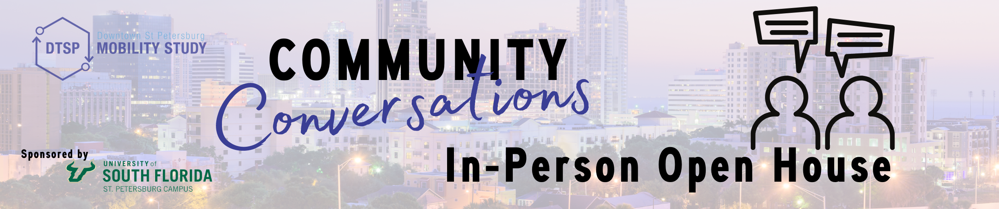 Downtown St Petersburg
DTSP MOBILITY STUDY
COMMUNITY
Conversations
In-Person Open House
Sponsored by
UNIVERSITY of
SOUTH FLORIDA
ST. PETERSBURG CAMPUS